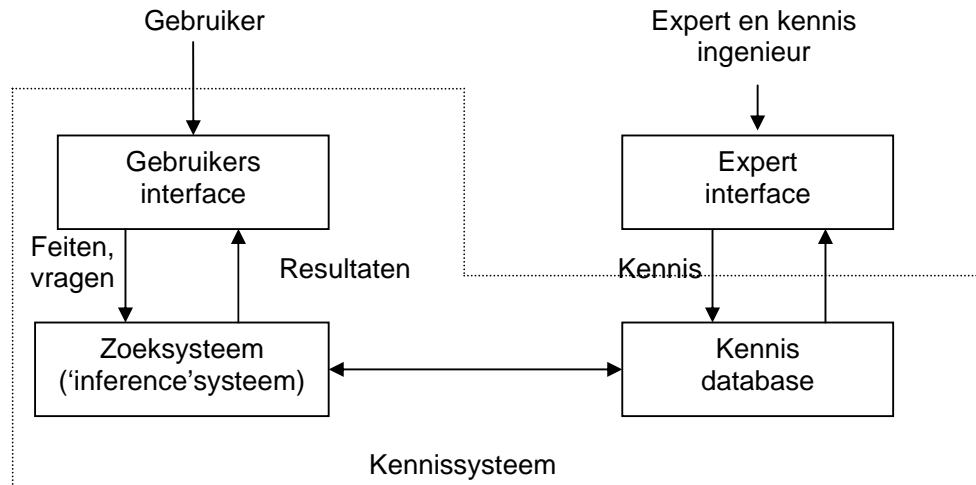 Gebruiker
Expert en kennis
ingenieur
Gebruikers
interface
Expert
interface
Feiten,
vragen
Resultaten
Kennis
Zoeksysteem
(‘inference’systeem)
Kennis
database
Kennissysteem